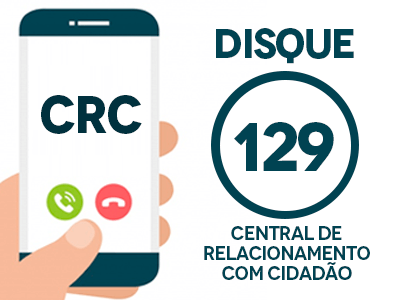 CRC
DISQUE
129
CENTRAL DE
RELACIONAMENTO
COM CIDADÃO